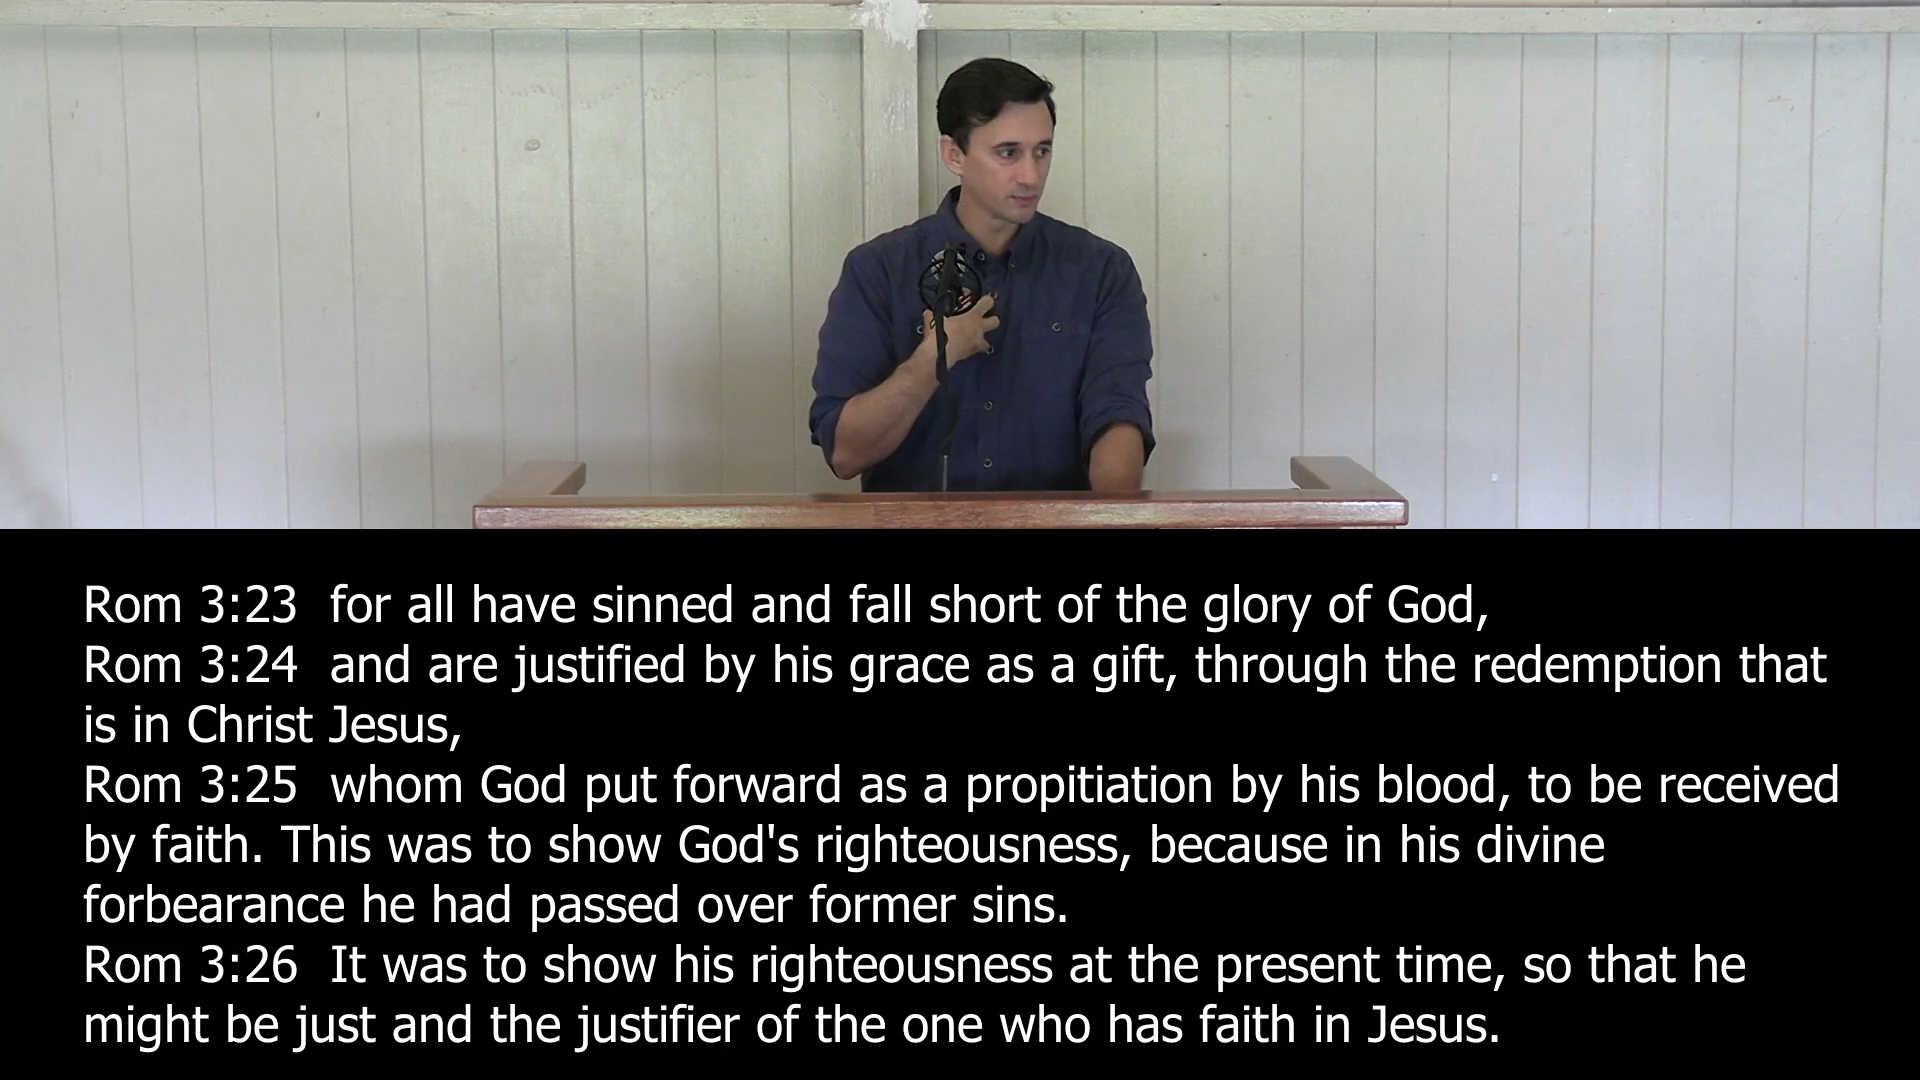 Rom 3:23  for all have sinned and fall short of the glory of God,
Rom 3:24  and are justified by his grace as a gift, through the redemption that
is in Christ Jesus,
Rom 3:25  whom God put forward as a propitiation by his blood, to be received
by faith. This was to show God's righteousness, because in his divine
forbearance he had passed over former sins.
Rom 3:26  It was to show his righteousness at the present time, so that he
might be just and the justifier of the one who has faith in Jesus.